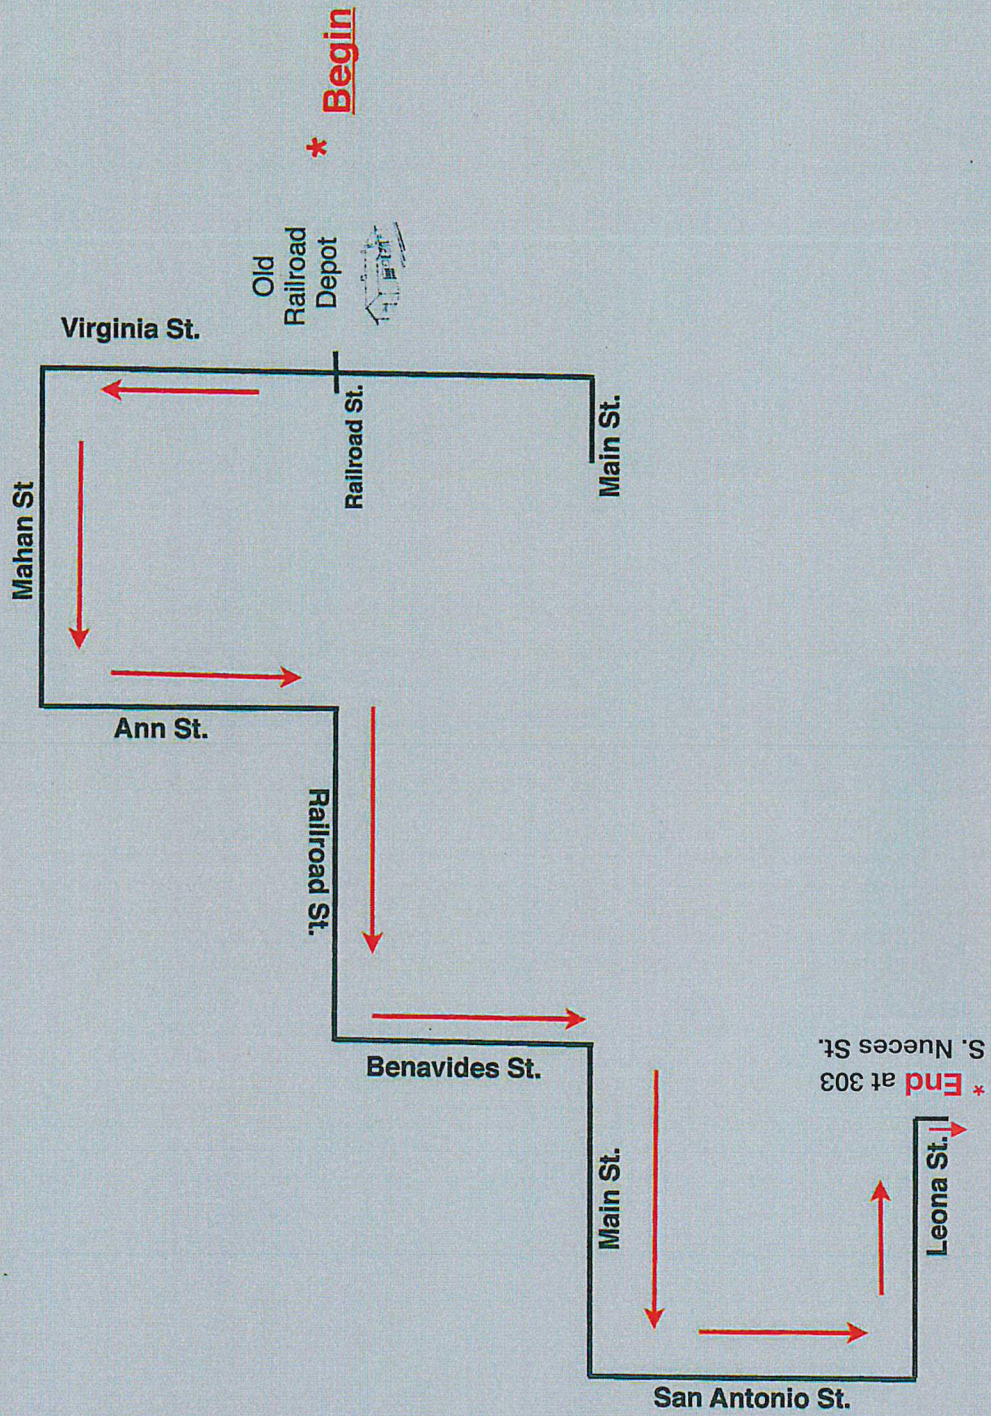 * Begin
Old
Railroad
Depot
Virginia St.
Railroad St.
Main St.
Mahan St
Ann St.
Railroad St.
Benavides St.
Main St.
San Antonio St.
Leona St.
* End at 303
S. Nueces St.